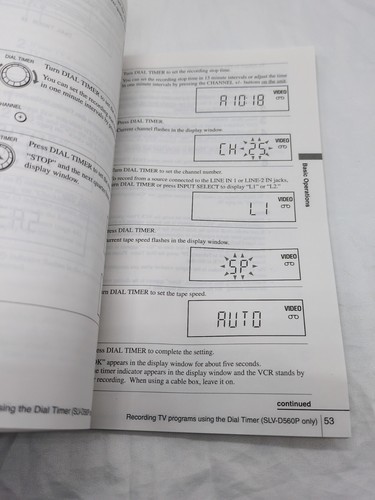 DIAL TIMER
Turn DIAL TIMER to
You can set the recording
in one minute intervals
CHANNEL
TIMER
Press DIAL TIMER to
"STOP" and the next
display window.
using the Dial Timer
Turn DIAL TIMER to set the recording stop time.
You can set the recording stop time in 15 minute intervals or adjust the time
in one minute intervals by pressing the CHANNEL +/– buttons on the unit.
VIDEO
A10:18
Press DIAL TIMER.
Current channel flashes in the display window.
VIDEO
CH 25
Turn DIAL TIMER to set the channel number.
To record from a source connected to the LINE IN 1 or LINE-2 IN jacks,
turn DIAL TIMER or press INPUT SELECT to display "L1" or "L2."
VIDEO
L1
Press DIAL TIMER.
Current tape speed flashes in the display window.
VIDEO
SP
Turn DIAL TIMER to set the tape speed.
VIDEO
AUTO
Press DIAL TIMER to complete the setting.
"OK" appears in the display window for about five seconds.
The timer indicator appears in the display window and the VCR stands by
recording. When using a cable box, leave it on.
continued
Recording TV programs using the Dial Timer (SLV-D560P only) 53
Basic Operations